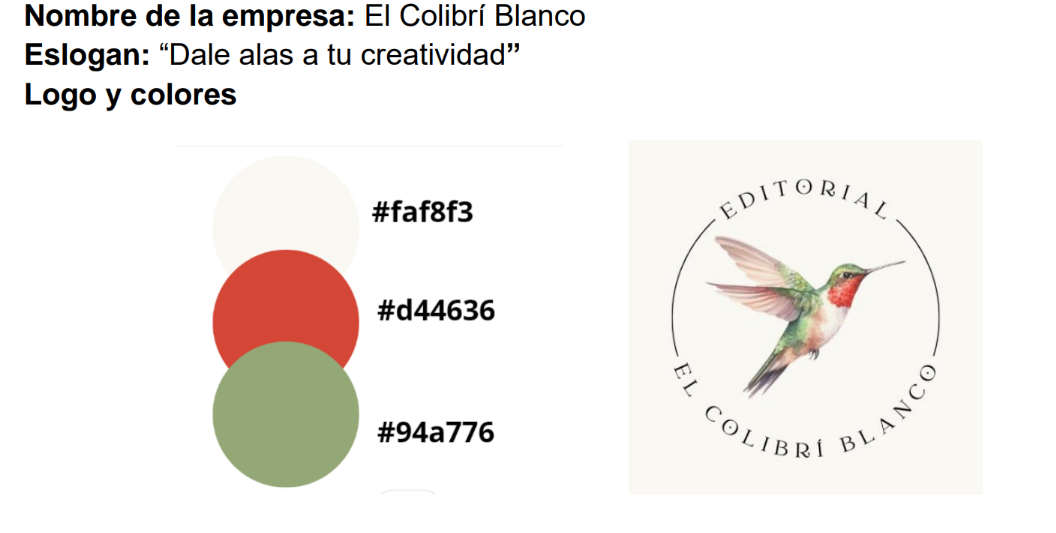 Nombre de la empresa: El Colibrí Blanco
Eslogan: “Dale alas a tu creatividad”
Logo y colores
#faf8f3
#d44636
#94a776
EDITORIAL
EL COLIBRÍ BLANCO